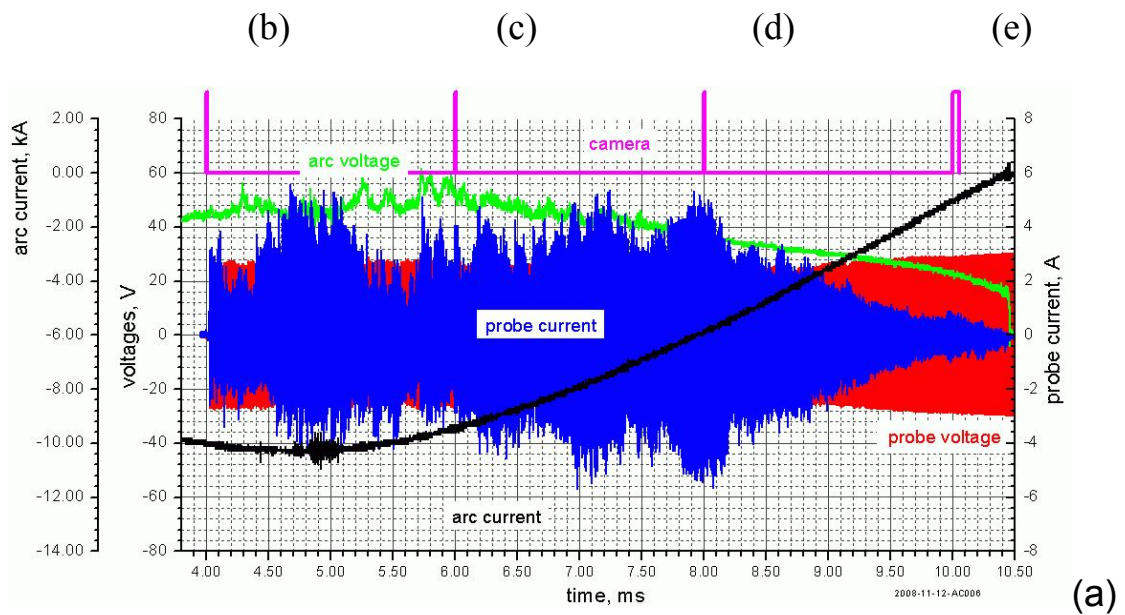 (b) (c) (d) (e)
arc current, kA
2.00
0.00
-2.00
-4.00
-6.00
-8.00
-10.00
-12.00
-14.00
voltages, V
80
60
40
20
0
-20
-40
-60
-80
camera
arc voltage
probe current
probe voltage
arc current
8
6
4
2
0
-2
-4
-6
-8
probe current, A
4.00 4.50 5.00 5.50 6.00 6.50 7.00 7.50 8.00 8.50 9.00 9.50 10.00 10.50
time, ms
2008-11-12-AC006
(a)